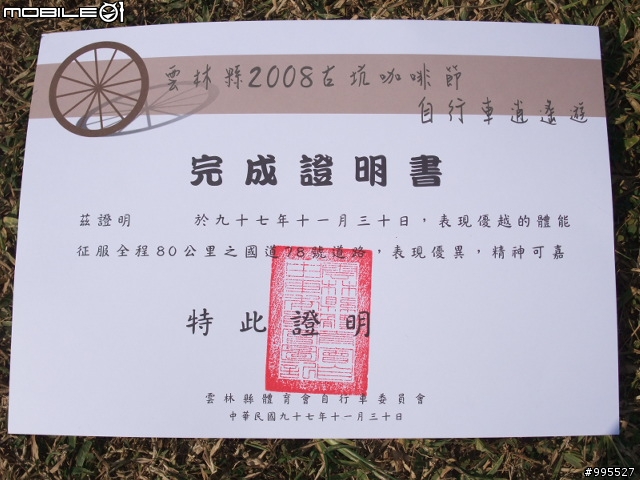 MOBILE01
雲林縣2008古坑咖啡節
自行車逍遙遊
完成證明書
茲證明 於九十七年十一月三十日，表現優越的體能
征服全程80公里之國道78號道路，表現優異，精神可嘉
特此證明
雲林縣體育會自行車委員會
中華民國九十七年十一月三十日
#995527